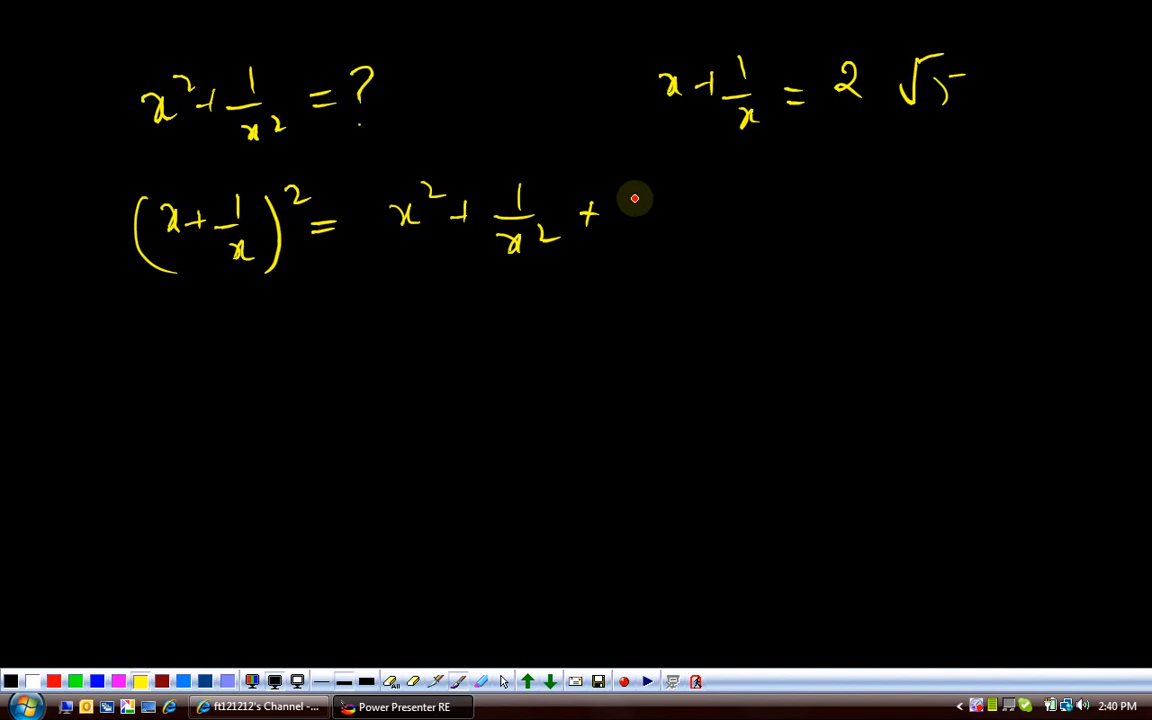 x² + 1/x² = ? x + 1/x = 2 √5
(x + 1/x)² = x² + 1/x² +
ft121212's Channel -... Power Presenter RE 2:40 PM